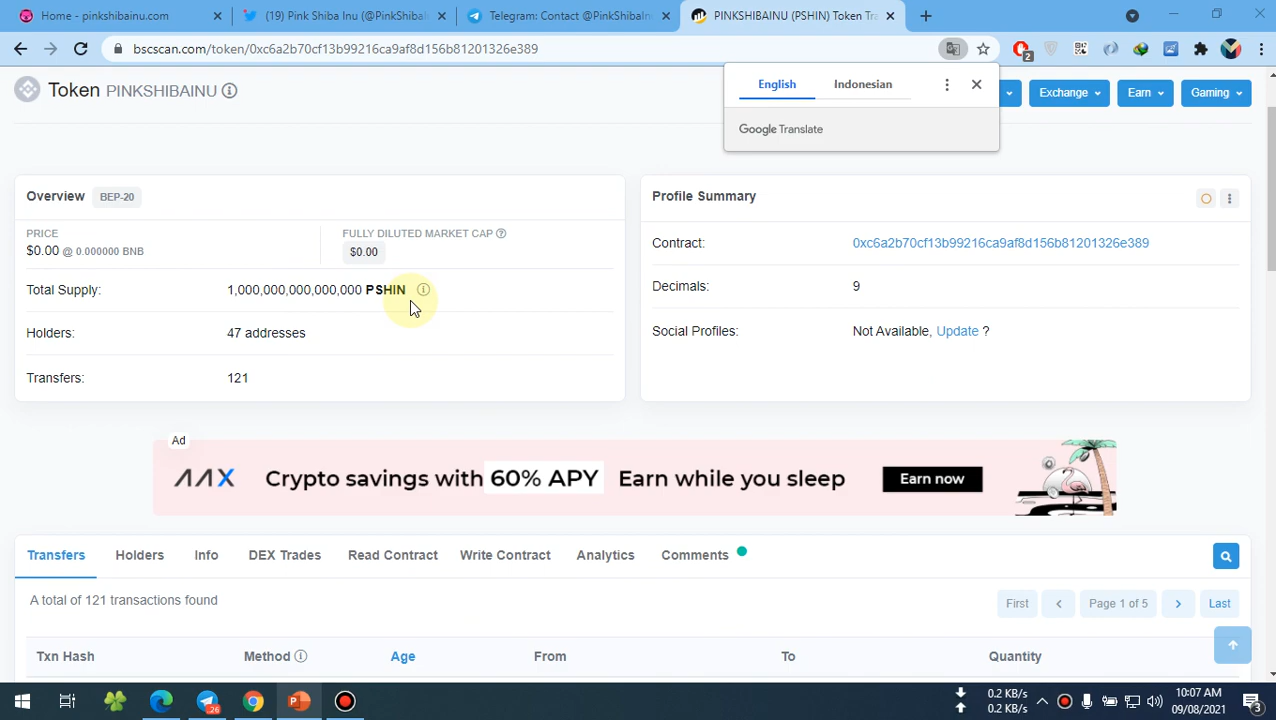 Home - pinkshibainu.com
(19) Pink Shiba Inu (@PinkShibaIn
Telegram: Contact @PinkShibaInu
PINKSHIBAINU (PSHIN) Token Tra
bscscan.com/token/0xc6a2b70cf13b99216ca9af8d156b81201326e389
2
Token PINKSHIBAINU
English
Indonesian
Google Translate
Exchange
Earn
Gaming
Overview
BEP-20
PRICE
$0.00 @ 0.000000 BNB
FULLY DILUTED MARKET CAP
$0.00
Total Supply:
1,000,000,000,000,000 PSHIN
Holders:
47 addresses
Transfers:
121
Profile Summary
Contract:
0xc6a2b70cf13b99216ca9af8d156b81201326e389
Decimals:
9
Social Profiles:
Not Available, Update ?
Ad
AAX
Crypto savings with 60% APY
Earn while you sleep
Earn now
Transfers
Holders
Info
DEX Trades
Read Contract
Write Contract
Analytics
Comments
A total of 121 transactions found
First
Page 1 of 5
Last
Txn Hash
Method
Age
From
To
Quantity
26
0.2 KB/s
0.2 KB/s
10:07 AM
09/08/2021
3